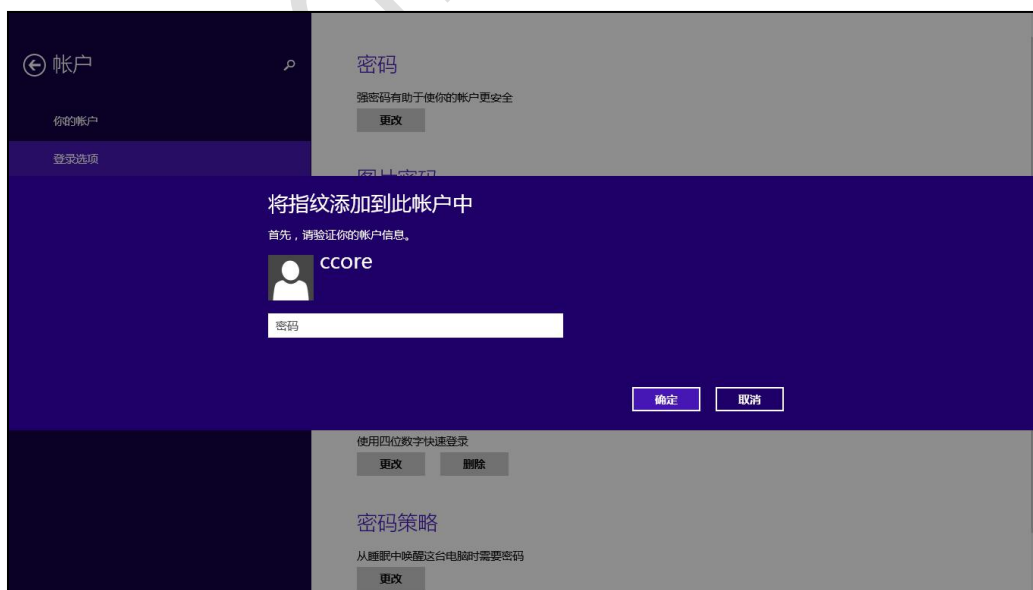 帐户
你的帐户
登录选项
密码
强密码有助于使你的帐户更安全
更改
图片密码
将指纹添加到此帐户中
首先，请验证你的帐户信息。
ccore
密码
确定 取消
使用四位数字快速登录
更改 删除
密码策略
从睡眠中唤醒这台电脑时需要密码
更改